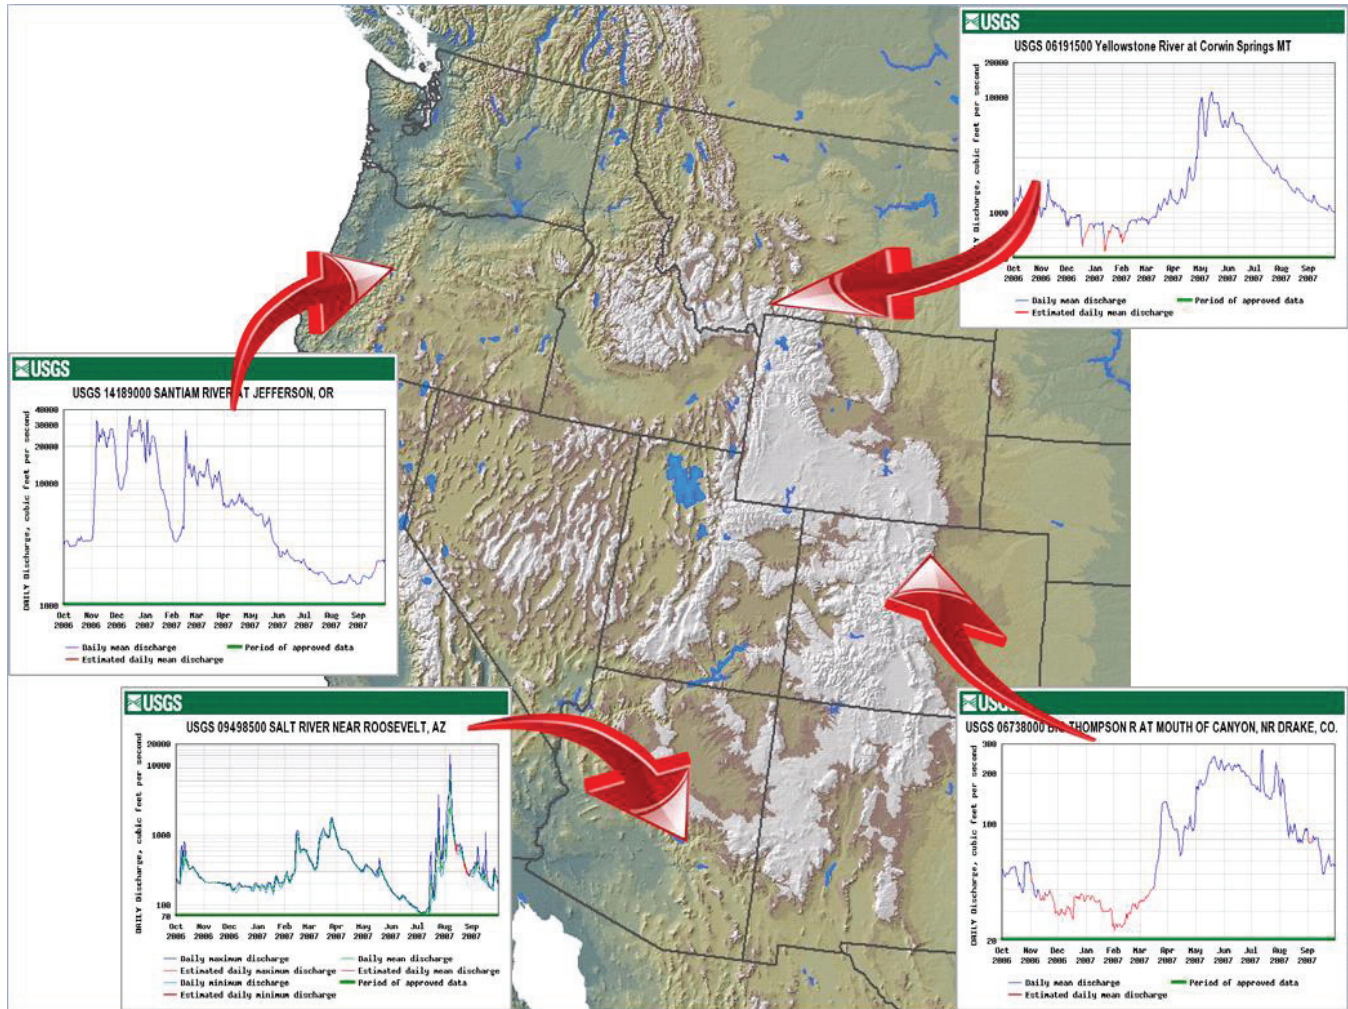 USGS
USGS 06191500 Yellowstone River at Corwin Springs MT
DAILY Discharge, cubic feet per second
20000
10000
1000
Oct Nov Dec Jan Feb Mar Apr May Jun Jul Aug Sep
2006 2006 2006 2007 2007 2007 2007 2007 2007 2007 2007 2007
Daily mean discharge
Period of approved data
Estimated daily mean discharge
USGS
USGS 14189000 SANTIAM RIVER AT JEFFERSON, OR
DAILY Discharge, cubic feet per second
40000
30000
20000
10000
1000
Oct Nov Dec Jan Feb Mar Apr May Jun Jul Aug Sep
2006 2006 2006 2007 2007 2007 2007 2007 2007 2007 2007 2007
Daily mean discharge
Period of approved data
Estimated daily mean discharge
USGS
USGS 09498500 SALT RIVER NEAR ROOSEVELT, AZ
DAILY Discharge, cubic feet per second
20000
10000
1000
100
70
Oct Nov Dec Jan Feb Mar Apr May Jun Jul Aug Sep
2006 2006 2006 2007 2007 2007 2007 2007 2007 2007 2007 2007
Daily maximum discharge
Daily mean discharge
Estimated daily maximum discharge
Estimated daily mean discharge
Daily minimum discharge
Period of approved data
Estimated daily minimum discharge
USGS
USGS 06738000 BIG THOMPSON R AT MOUTH OF CANYON, NR DRAKE, CO.
DAILY Discharge, cubic feet per second
300
200
100
20
Oct Nov Dec Jan Feb Mar Apr May Jun Jul Aug Sep
2006 2006 2006 2007 2007 2007 2007 2007 2007 2007 2007 2007
Daily mean discharge
Period of approved data
Estimated daily mean discharge